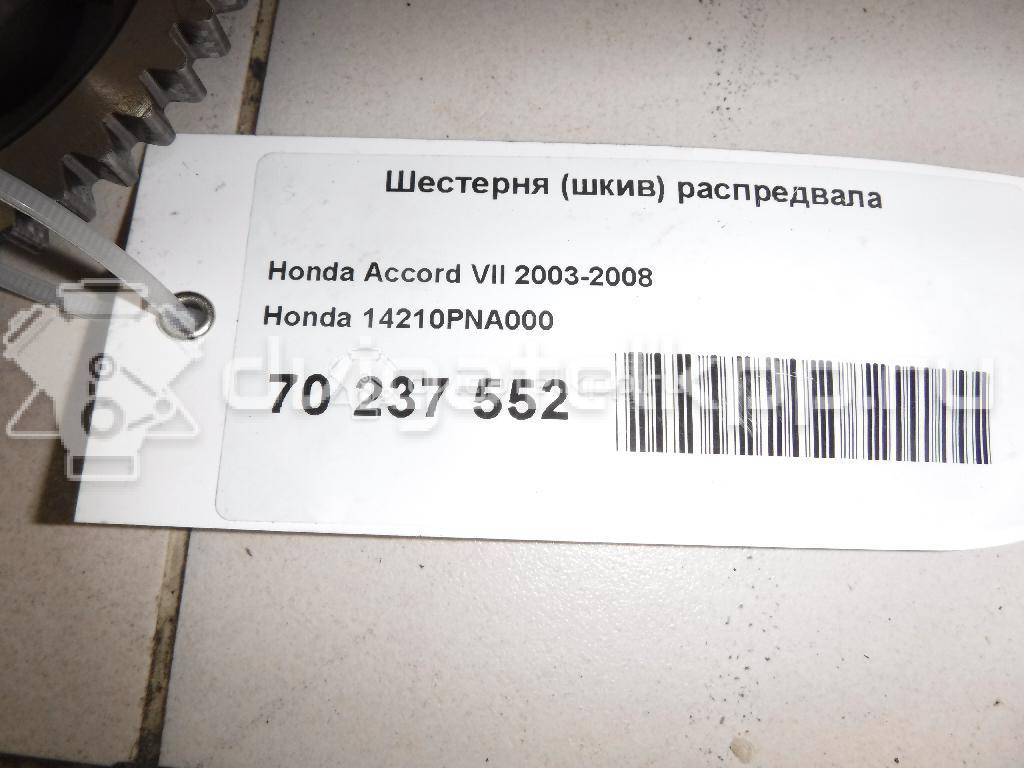 Шестерня (шкив) распредвала
Honda Accord VII 2003-2008
Honda 14210PNA000
70 237 552